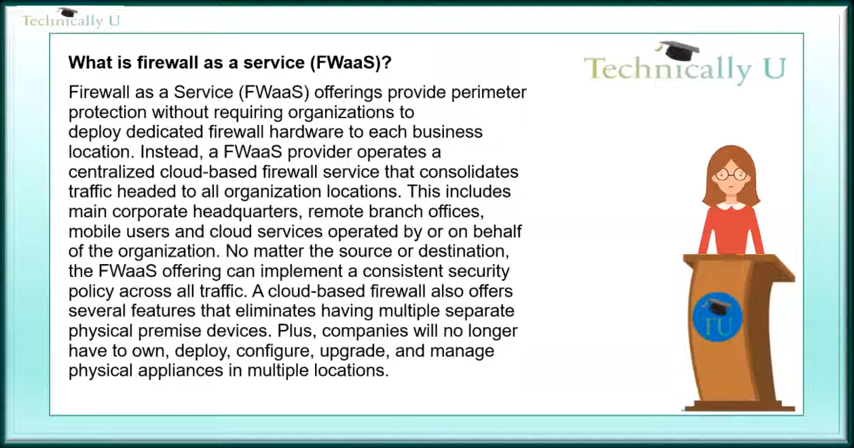 Technically U
Technically U
What is firewall as a service (FWaaS)?
Firewall as a Service (FWaaS) offerings provide perimeter
protection without requiring organizations to
deploy dedicated firewall hardware to each business
location. Instead, a FWaaS provider operates a
centralized cloud-based firewall service that consolidates
traffic headed to all organization locations. This includes
main corporate headquarters, remote branch offices,
mobile users and cloud services operated by or on behalf
of the organization. No matter the source or destination,
the FWaaS offering can implement a consistent security
policy across all traffic. A cloud-based firewall also offers
several features that eliminates having multiple separate
physical premise devices. Plus, companies will no longer
have to own, deploy, configure, upgrade, and manage
physical appliances in multiple locations.
TU